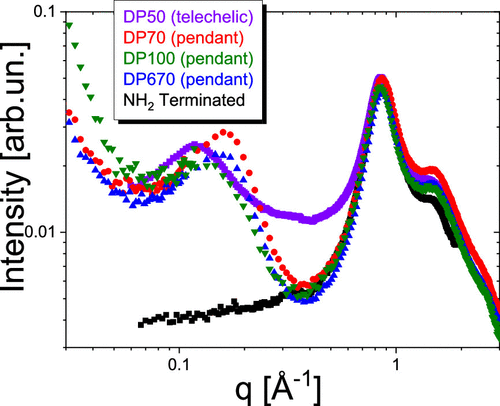 0.1
DP50 (telechelic)
DP70 (pendant)
DP100 (pendant)
DP670 (pendant)
NH2 Terminated
Intensity [arb.un.]
0.01
0.1
1
q [Å-1]